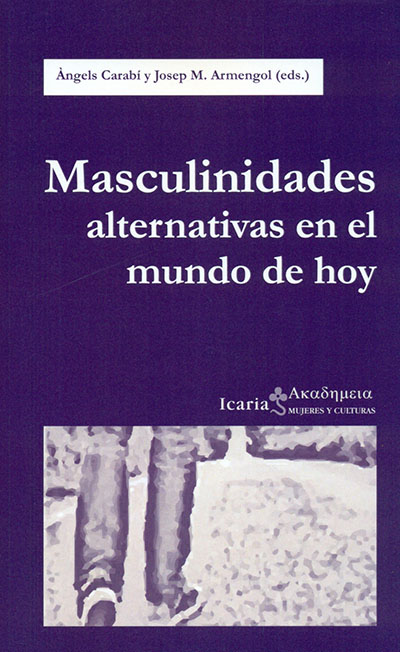 Àngels Carabí y Josep M. Armengol (eds.)
Masculinidades
alternativas en el
mundo de hoy
Icaria Ακαδημεια
MUJERES Y CULTURAS